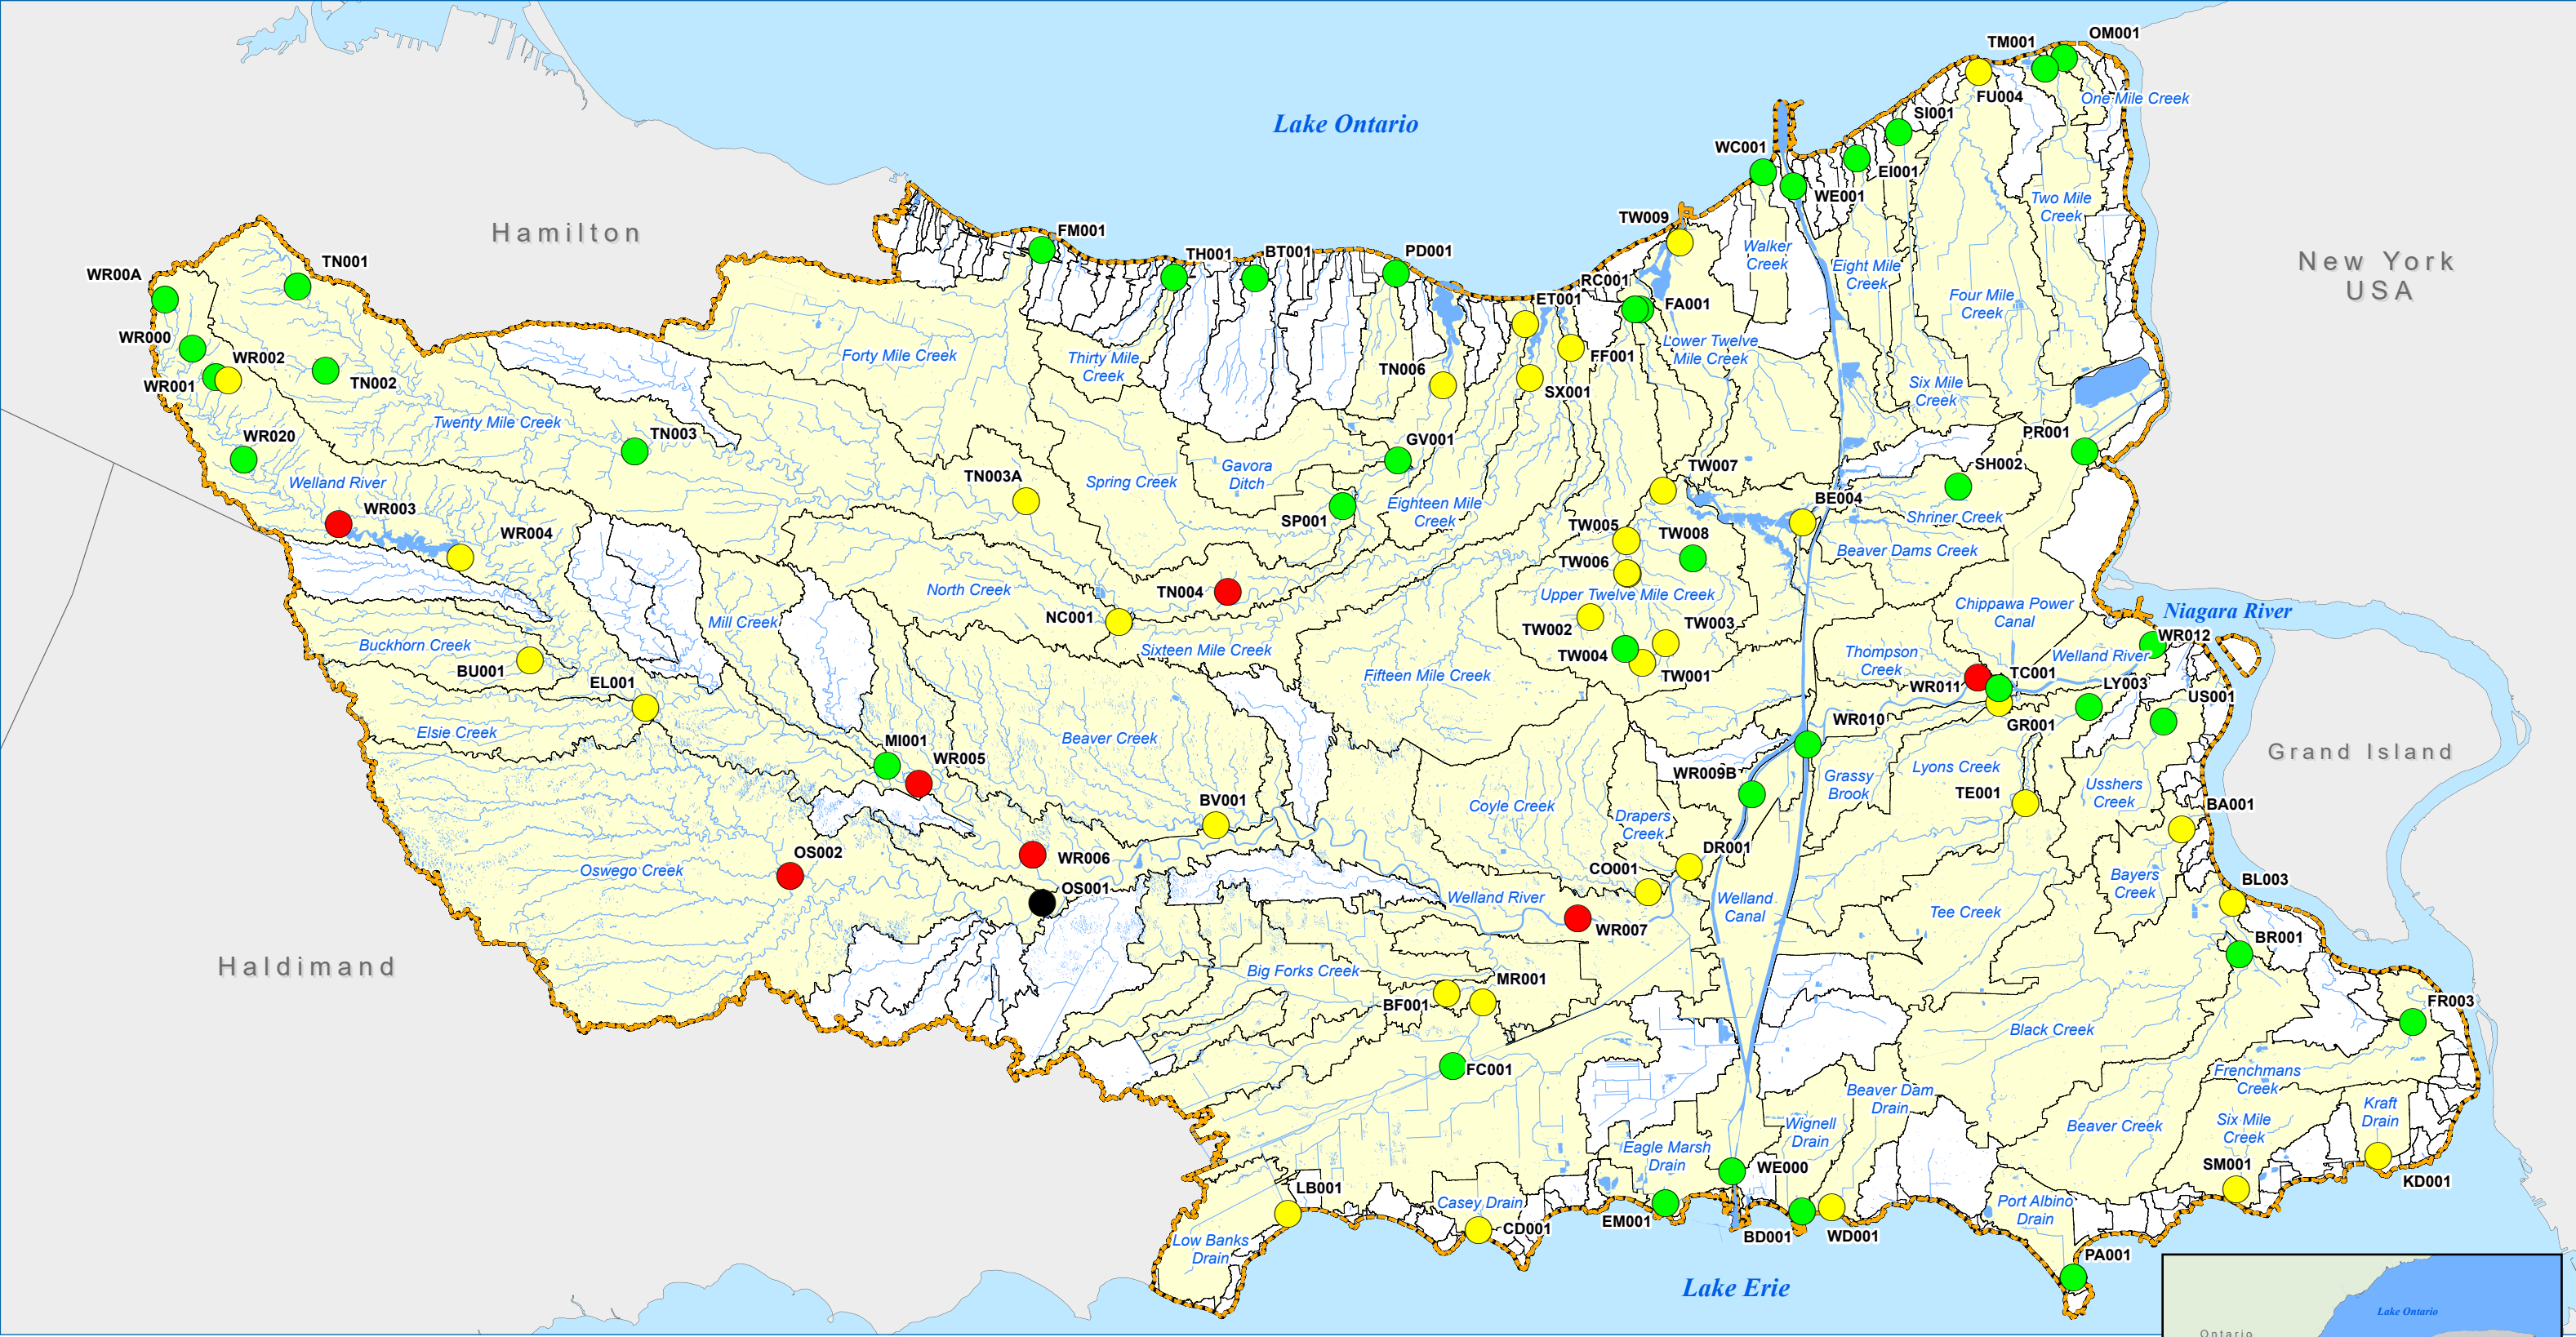 OM001
TM001
FU004
One Mile Creek
SI001
Lake Ontario
WC001
EI001
WE001
Two Mile
Creek
TW009
Hamilton
FM001
TH001
BT001
PD001
Walker
Creek
Eight Mile
Creek
New York
USA
TN001
WR00A
RC001
ET001
FA001
Four Mile
Creek
WR000
WR002
WR001
TN002
Forty Mile Creek
Thirty Mile
Creek
TN006
FF001
SX001
Lower Twelve
Mile Creek
Six Mile
Creek
Twenty Mile Creek
TN003
WR020
GV001
PR001
Welland River
TN003A
Spring Creek
Gavora
Ditch
SP001
Eighteen Mile
Creek
TW007
SH002
BE004
Shriner Creek
WR003
WR004
TW005
TW008
Beaver Dams Creek
TW006
North Creek
TN004
Upper Twelve Mile Creek
Chippawa Power
Canal
Niagara River
NC001
Mill Creek
TW002
TW003
WR012
Buckhorn Creek
BU001
Sixteen Mile Creek
TW004
TW001
Fifteen Mile Creek
Thompson
Creek
Welland River
EL001
WR011
TC001
LY003
US001
Elsie Creek
WR010
GR001
MI001
WR005
Beaver Creek
Grand Island
WR009B
Grassy
Brook
Lyons Creek
TE001
Usshers
Creek
BV001
Coyle Creek
Drapers
Creek
BA001
OS002
WR006
DR001
Oswego Creek
OS001
CO001
Bayers
Creek
BL003
Welland River
Welland
Canal
Tee Creek
WR007
BR001
Haldimand
Big Forks Creek
MR001
BF001
FR003
Black Creek
FC001
Frenchmans
Creek
Beaver Dam
Drain
Kraft
Drain
Wignell
Drain
Beaver Creek
Six Mile
Creek
Eagle Marsh
Drain
WE000
SM001
KD001
LB001
Casey Drain
CD001
EM001
BD001
WD001
Port Albino
Drain
Low Banks
Drain
PA001
Lake Erie
Lake Ontario
Ontario